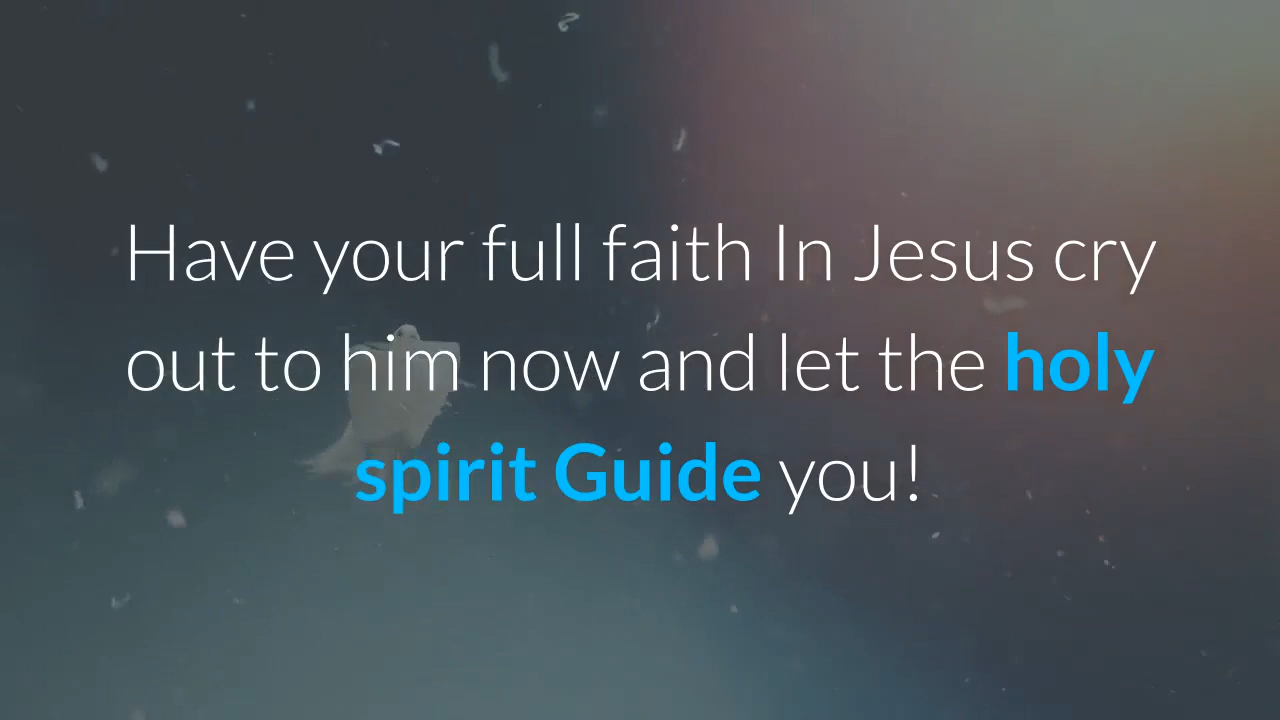 Have your full faith In Jesus cry
out to him now and let the holy
spirit Guide you!